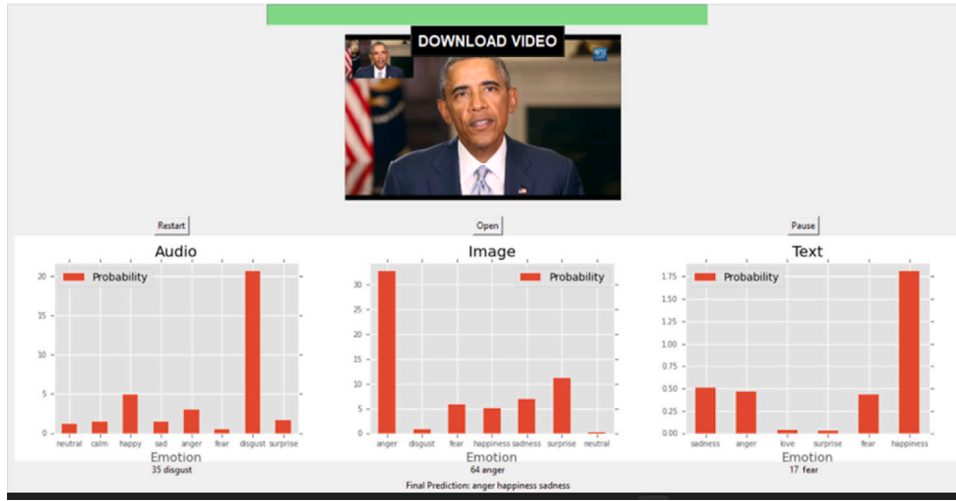 DOWNLOAD VIDEO
Restart
Open
Pause
Audio
Probability
20
15
10
5
0
neutral calm happy sad anger fear disgust surprise
Emotion
35 disgust
Image
Probability
30
25
20
15
10
5
0
anger disgust fear happiness sadness surprise neutral
Emotion
64 anger
Text
Probability
1.75
1.50
1.25
1.00
0.75
0.50
0.25
0.00
sadness anger love surprise fear happiness
Emotion
17 fear
Final Prediction: anger happiness sadness